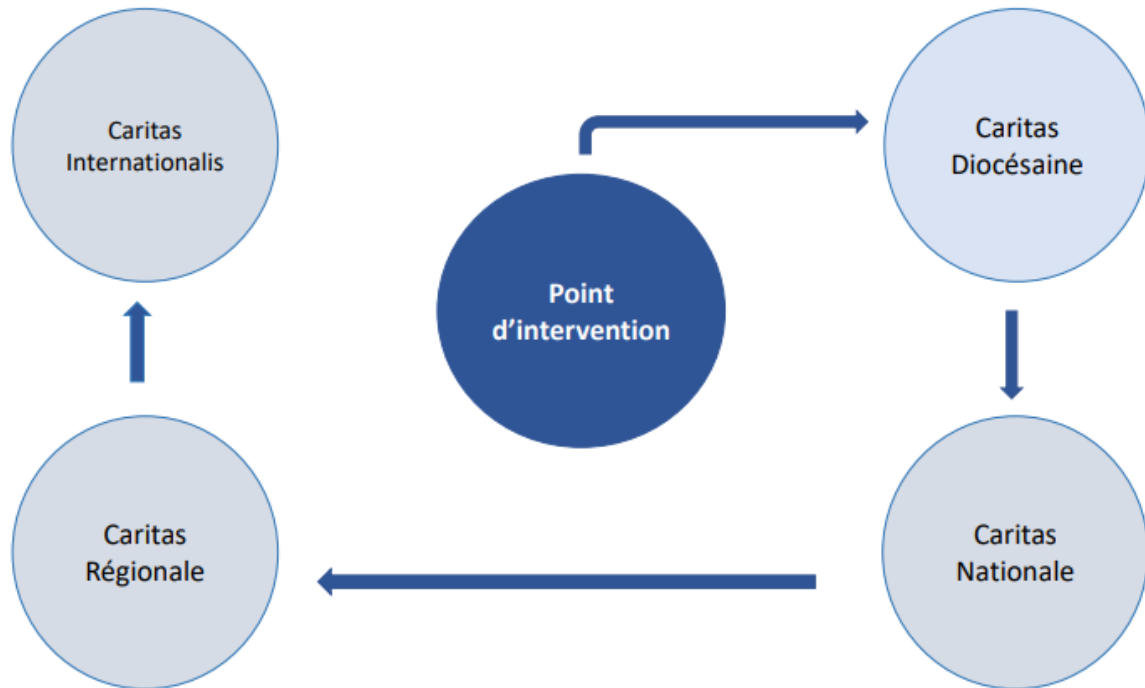 Caritas
Internationalis
Caritas
Diocésaine
Point
d’intervention
Caritas
Régionale
Caritas
Nationale